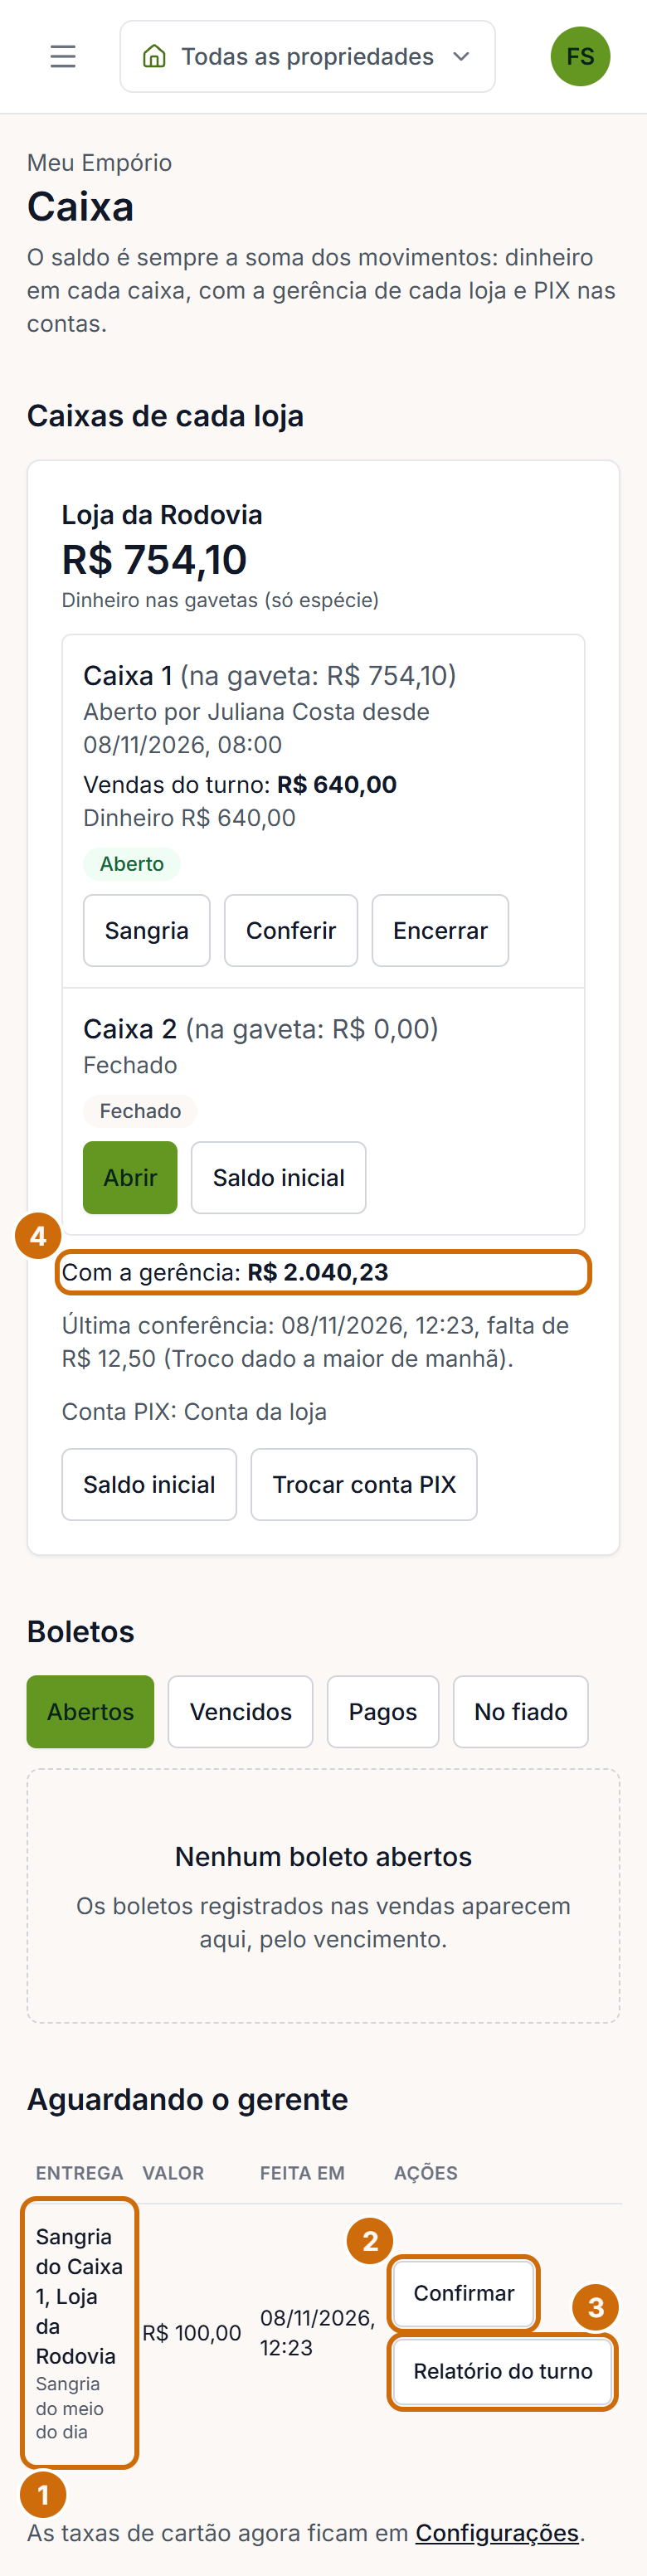 Todas as propriedades
FS
Meu Empório
Caixa
O saldo é sempre a soma dos movimentos: dinheiro
em cada caixa, com a gerência de cada loja e PIX nas
contas.
Caixas de cada loja
Loja da Rodovia
R$ 754,10
Dinheiro nas gavetas (só espécie)
Caixa 1 (na gaveta: R$ 754,10)
Aberto por Juliana Costa desde
08/11/2026, 08:00
Vendas do turno: R$ 640,00
Dinheiro R$ 640,00
Aberto
Sangria Conferir Encerrar
Caixa 2 (na gaveta: R$ 0,00)
Fechado
Fechado
Abrir Saldo inicial
4
Com a gerência: R$ 2.040,23
Última conferência: 08/11/2026, 12:23, falta de
R$ 12,50 (Troco dado a maior de manhã).
Conta PIX: Conta da loja
Saldo inicial Trocar conta PIX
Boletos
Abertos Vencidos Pagos No fiado
Nenhum boleto abertos
Os boletos registrados nas vendas aparecem
aqui, pelo vencimento.
Aguardando o gerente
ENTREGA VALOR FEITA EM AÇÕES
Sangria
do Caixa
1, Loja
da
Rodovia
Sangria
do meio
do dia
R$ 100,00
08/11/2026,
12:23
2
Confirmar
3
Relatório do turno
1
As taxas de cartão agora ficam em Configurações.